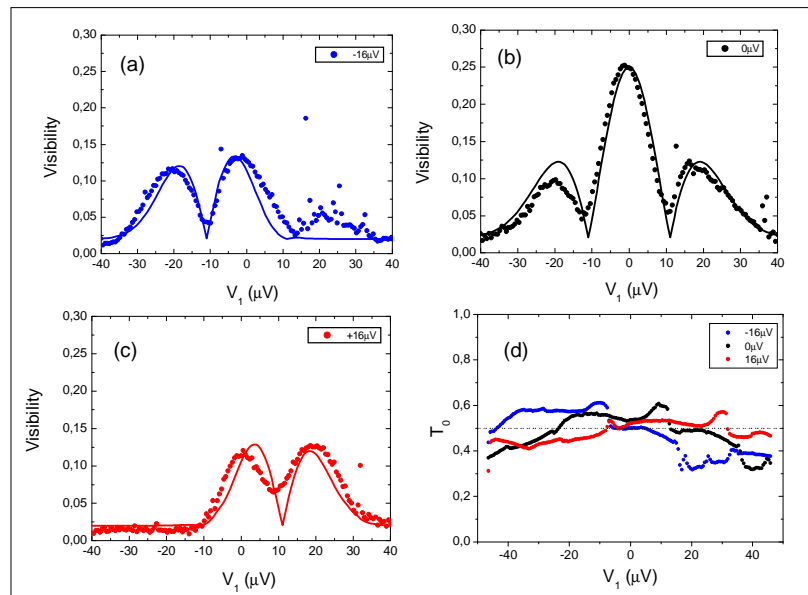 (a)
-16μV
Visibility
0,30
0,25
0,20
0,15
0,10
0,05
0,00
-40 -30 -20 -10 0 10 20 30 40
V1 (μV)
(b)
0μV
Visibility
0,30
0,25
0,20
0,15
0,10
0,05
0,00
-40 -30 -20 -10 0 10 20 30 40
V1 (μV)
(c)
+16μV
Visibility
0,30
0,25
0,20
0,15
0,10
0,05
0,00
-40 -30 -20 -10 0 10 20 30 40
V1 (μV)
(d)
-16μV
0μV
16μV
T0
1,0
0,8
0,6
0,4
0,2
0,0
-40 -20 0 20 40
V1 (μV)